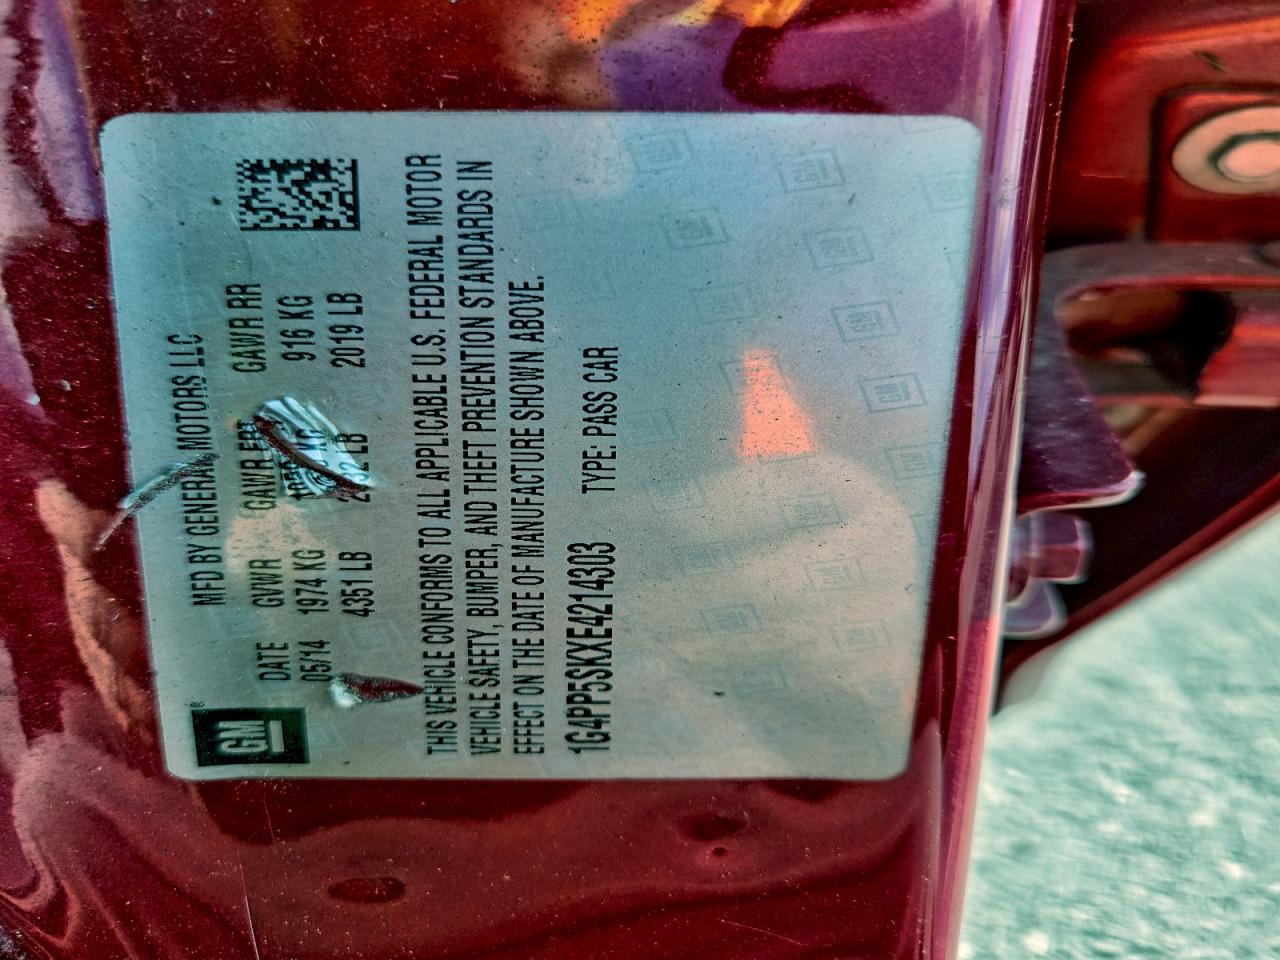 GM
MFD BY GENERAL MOTORS LLC
DATE GVWR GAWR FRT GAWR RR
05/14 1974 KG KG 916 KG
4351 LB LB 2019 LB
THIS VEHICLE CONFORMS TO ALL APPLICABLE U.S. FEDERAL MOTOR
VEHICLE SAFETY, BUMPER, AND THEFT PREVENTION STANDARDS IN
EFFECT ON THE DATE OF MANUFACTURE SHOWN ABOVE.
1G4PP5SKXE4214303 TYPE: PASS CAR